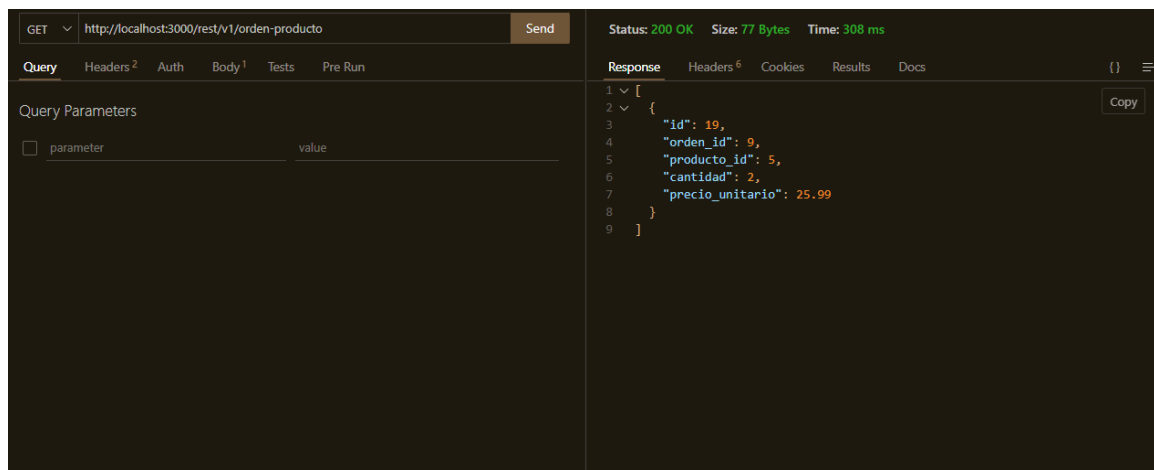 GET http://localhost:3000/rest/v1/orden-producto Send
Query Headers 2 Auth Body 1 Tests Pre Run
Query Parameters
parameter value
Status: 200 OK Size: 77 Bytes Time: 308 ms
Response Headers 6 Cookies Results Docs {}
Copy
1 [
2 {
3 "id": 19,
4 "orden_id": 9,
5 "producto_id": 5,
6 "cantidad": 2,
7 "precio_unitario": 25.99
8 }
9 ]